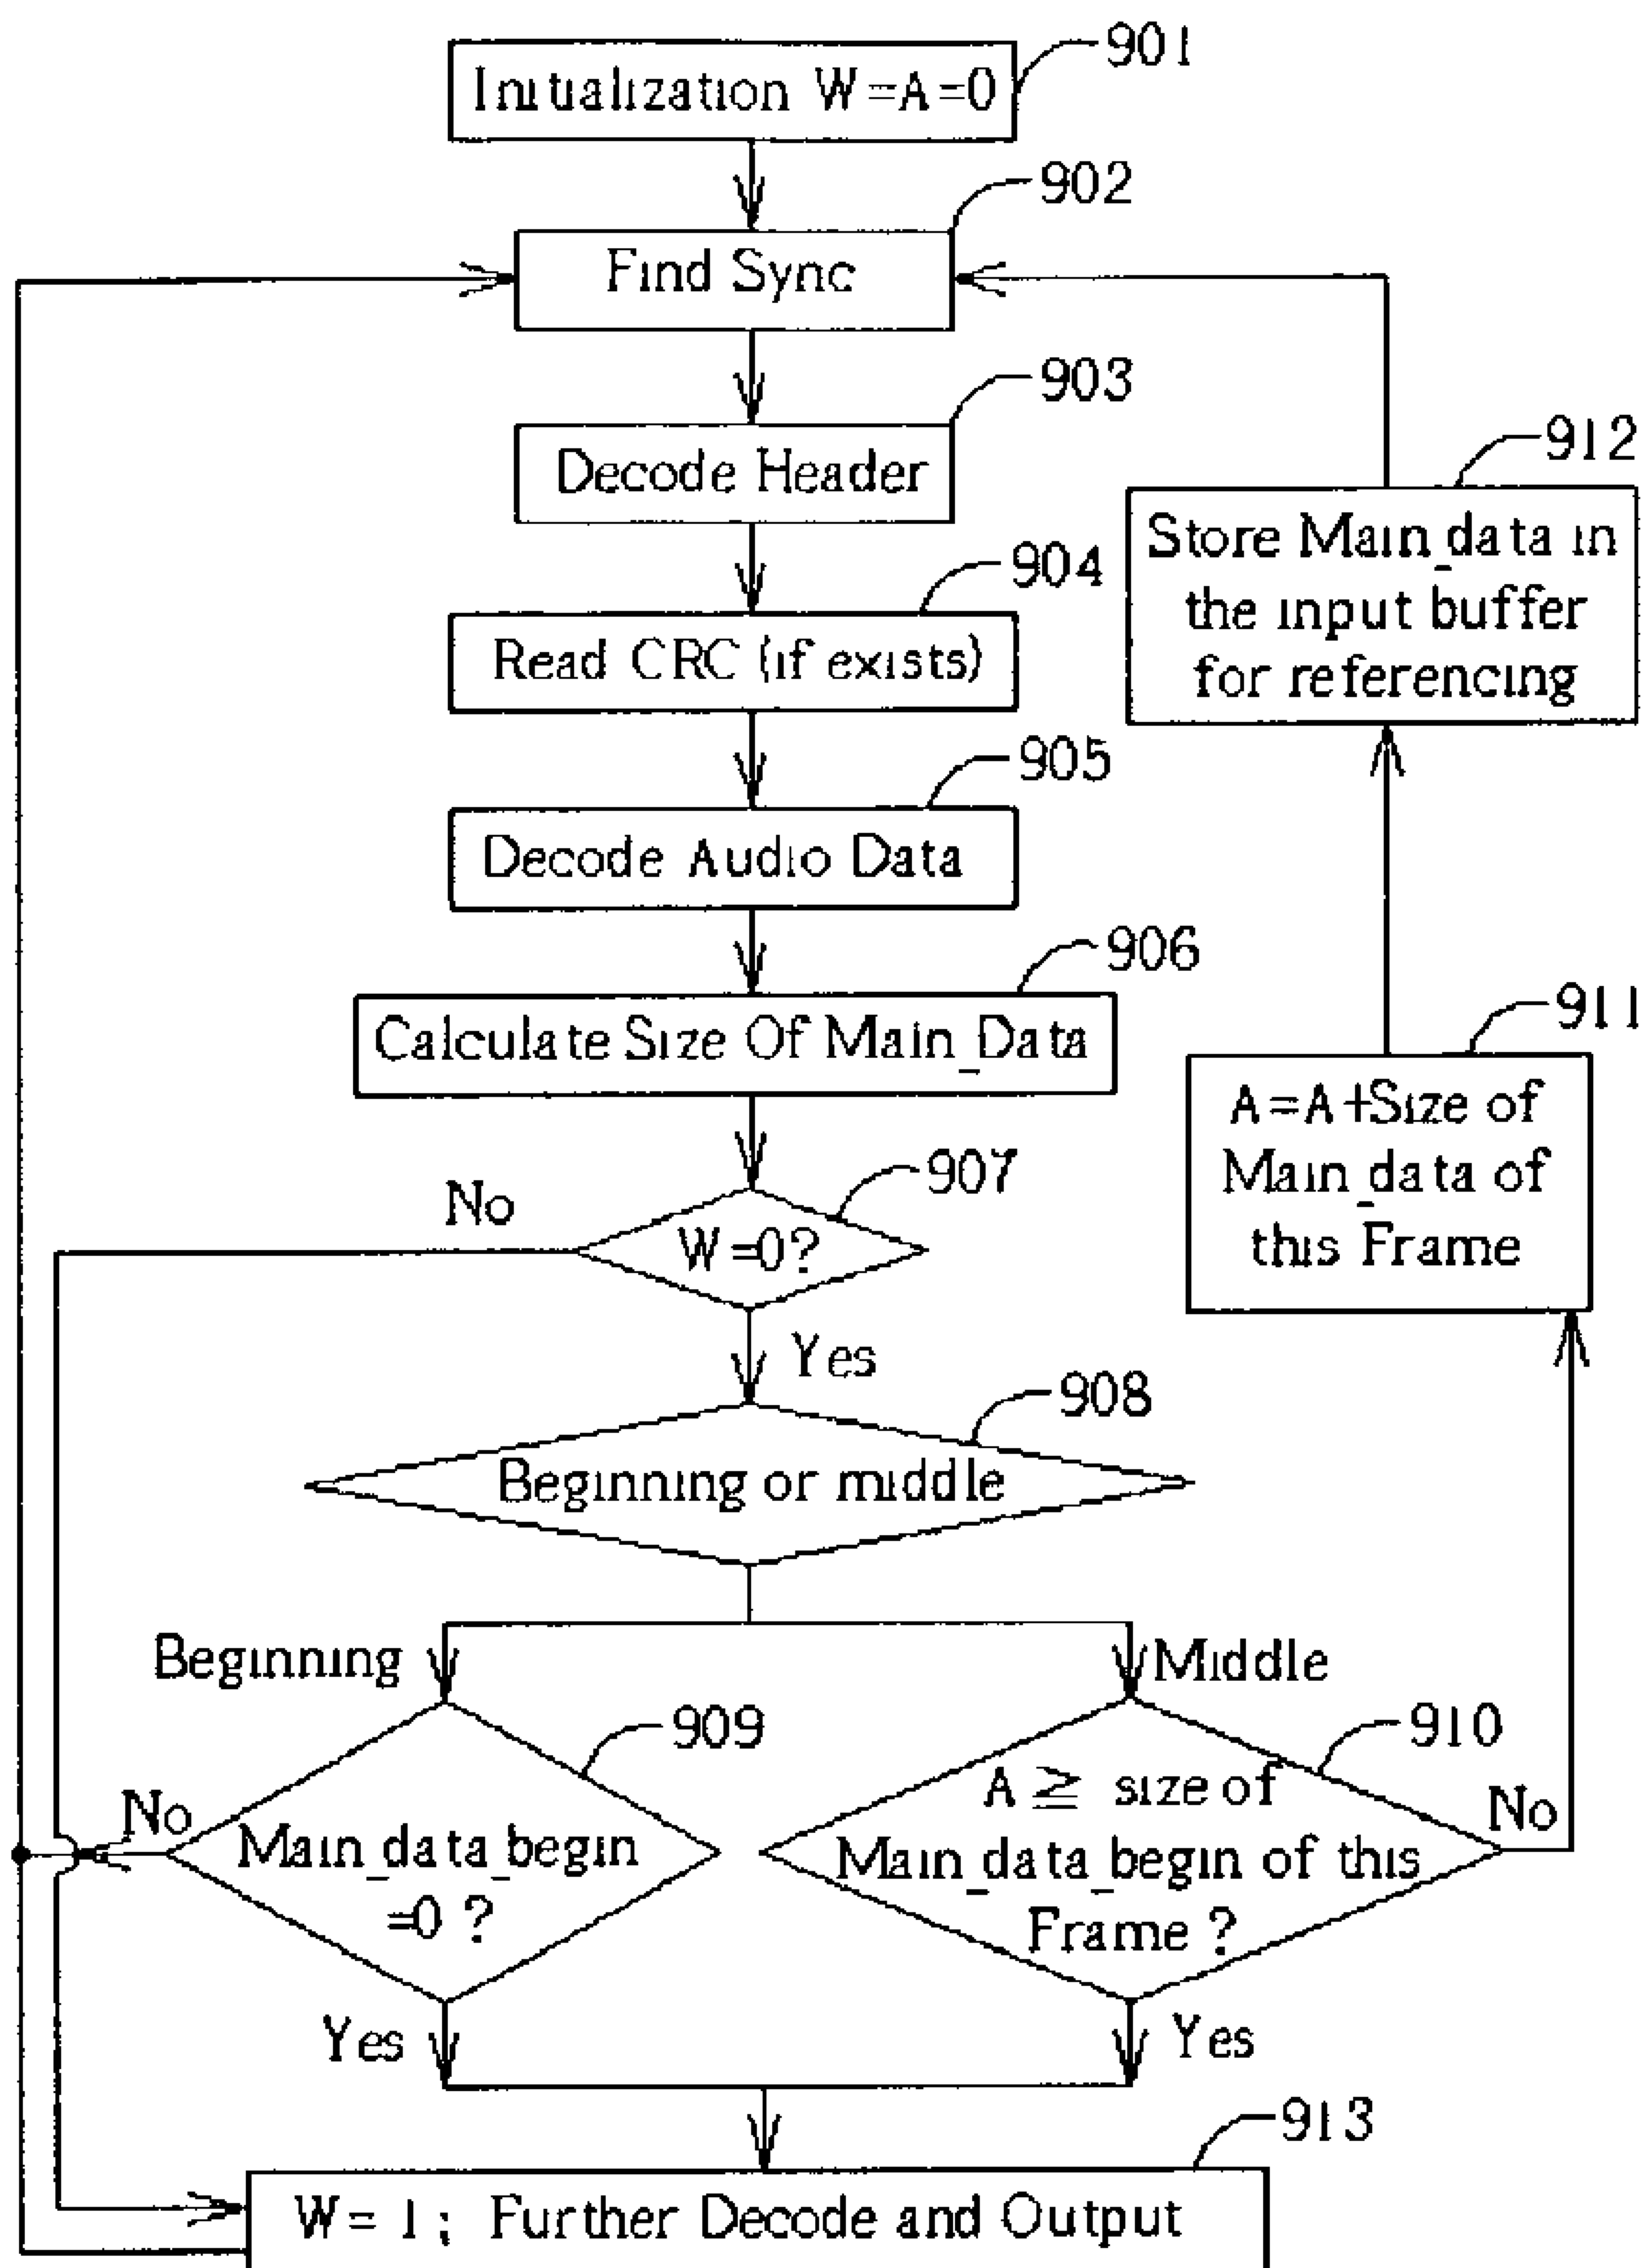 901
Initialization W=A=0
902
Find Sync
903
Decode Header
912
Store Main_data in
the input buffer
for referencing
904
Read CRC (if exists)
905
Decode Audio Data
906
Calculate Size Of Main_Data
911
A=A+Size of
Main_data of
this Frame
907
No
W=0?
Yes
908
Beginning or middle
Beginning
Middle
909
910
No
Main_data_begin
=0 ?
A ≧ size of
Main_data_begin of this
Frame ?
No
Yes
Yes
913
W= 1 ; Further Decode and Output